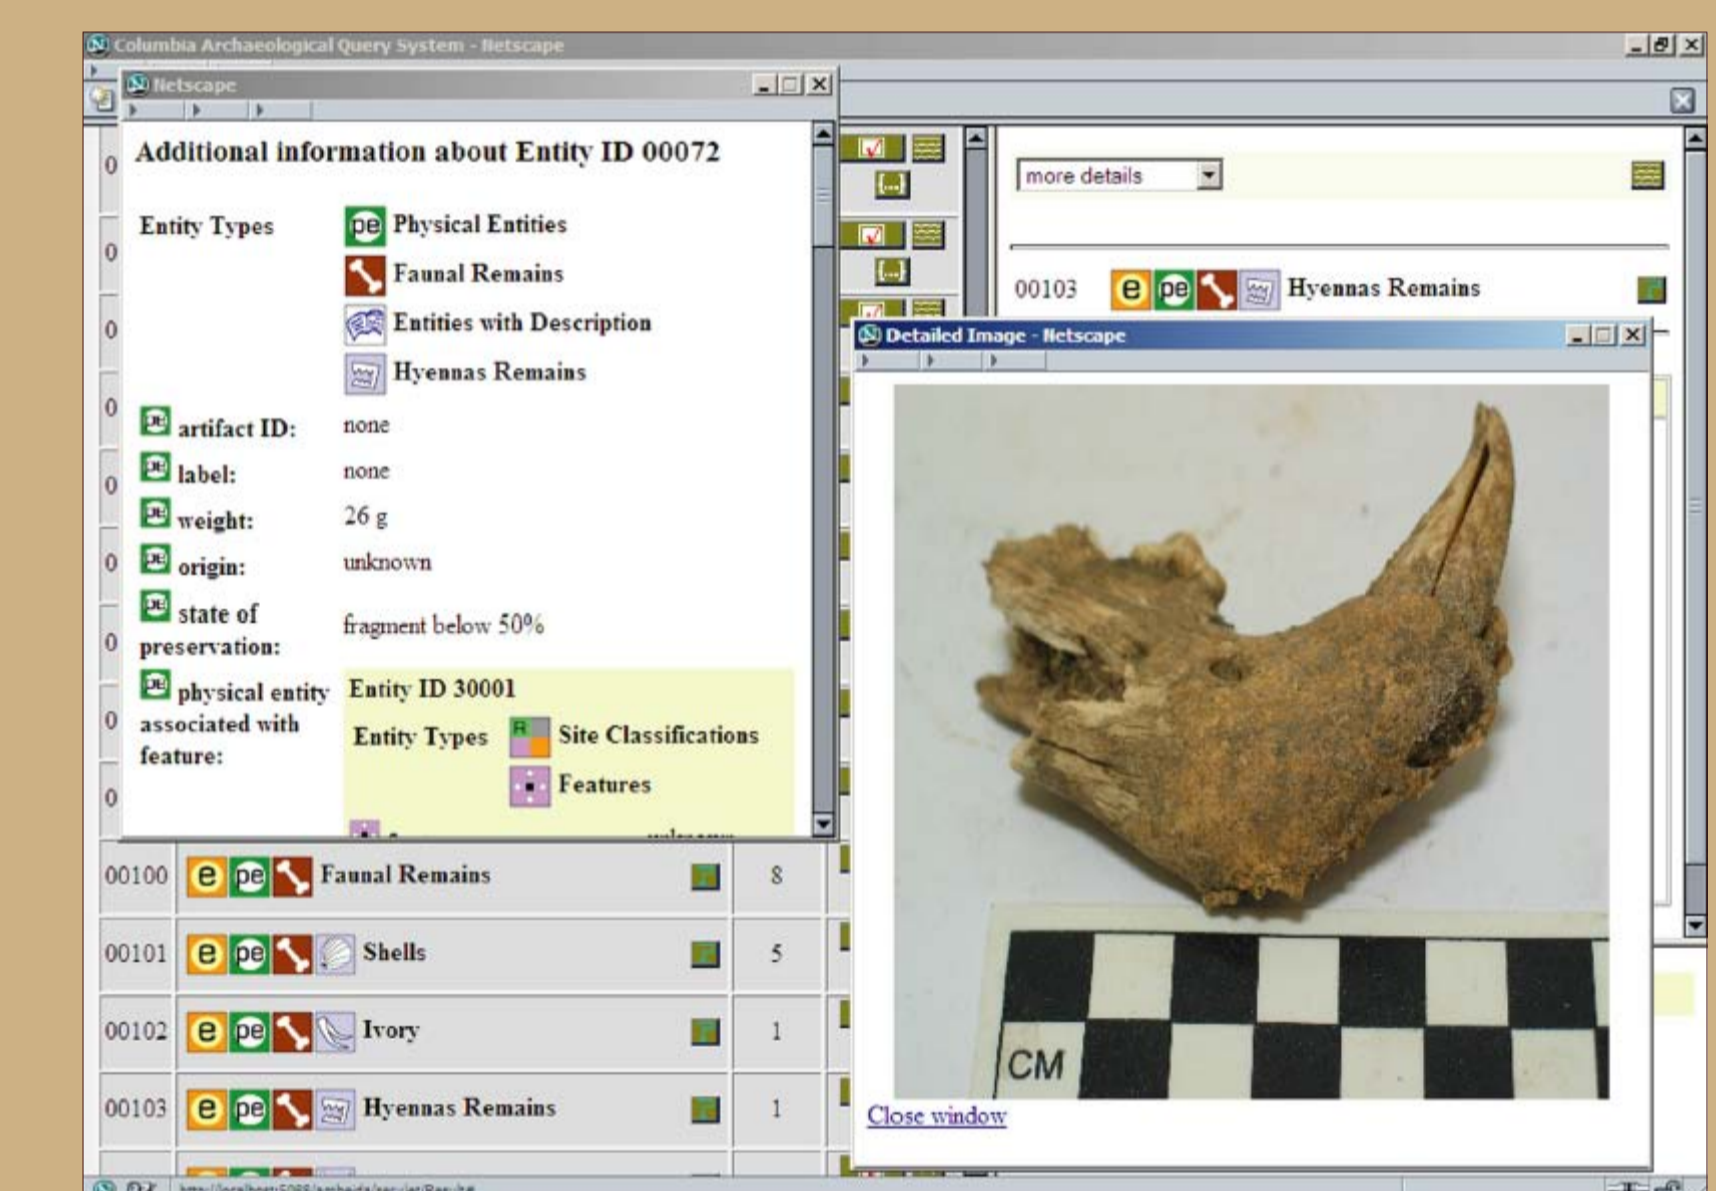 Columbia Archaeological Query System - Netscape
Netscape
Additional information about Entity ID 00072
Entity Types
pe Physical Entities
Faunal Remains
Entities with Description
Hyennas Remains
artifact ID: none
label: none
weight: 26 g
origin: unknown
state of
preservation: fragment below 50%
physical entity
associated with
feature:
Entity ID 30001
Entity Types R Site Classifications
Features
more details
00103 e pe Hyennas Remains
Detailed Image - Netscape
CM
Close window
00100 e pe Faunal Remains 8
00101 e pe Shells 5
00102 e pe Ivory 1
00103 e pe Hyennas Remains 1